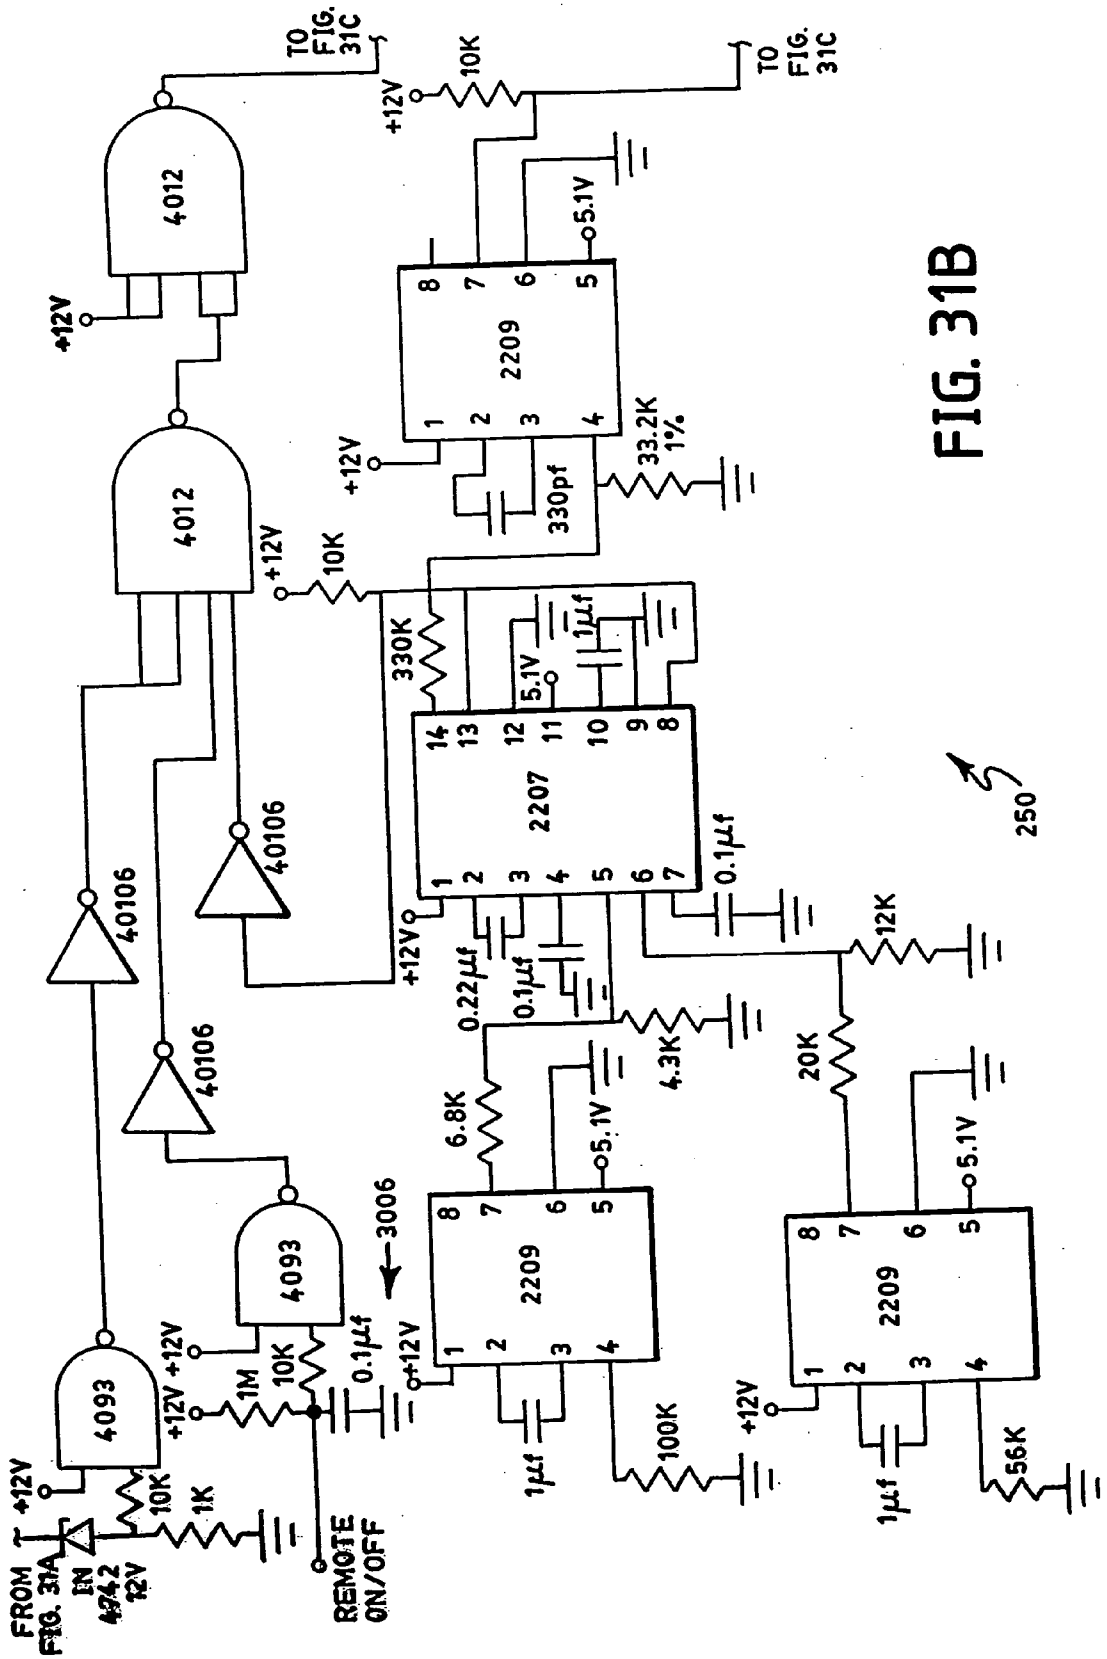 FROM
FIG. 31A
IN
4742
12V
+12V
10K
1K
4093
REMOTE
ON/OFF
+12V
1M
+12V
10K
0.1µf
4093
3006
40106
40106
40106
4012
+12V
4012
TO
FIG.
31C
+12V
10K
+12V
1
2
3
4
1µf
100K
2209
8
7
6
5
5.1V
6.8K
4.3K
+12V
1
2
3
4
5
6
7
0.22µf
0.1µf
0.1µf
2207
14
13
12
11
10
9
8
330K
5.1V
1µf
+12V
1
2
3
4
330pf
33.2K
1%
2209
8
7
6
5
5.1V
+12V
10K
TO
FIG.
31C
+12V
1
2
3
4
1µf
56K
2209
8
7
6
5
5.1V
20K
12K
250
FIG. 31B